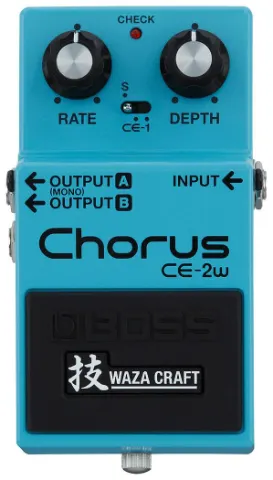 CHECK
S
RATE
CE-1
DEPTH
OUTPUT A
(MONO)
OUTPUT B
INPUT
Chorus
CE-2w
BOSS
技 WAZA CRAFT